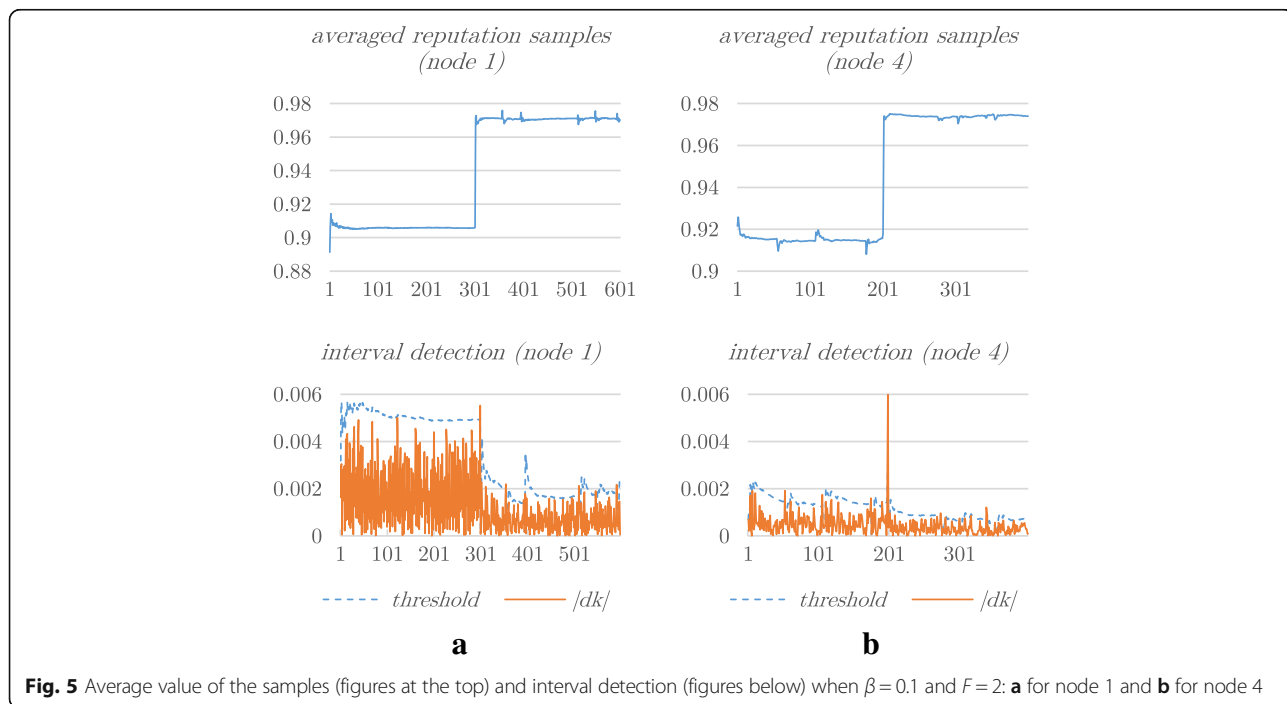 averaged reputation samples
(node 1)
0.98
0.96
0.94
0.92
0.9
0.88
1 101 201 301 401 501 601
averaged reputation samples
(node 4)
0.98
0.96
0.94
0.92
0.9
1 101 201 301
interval detection (node 1)
0.006
0.004
0.002
0
1 101 201 301 401 501
threshold |dk|
a
interval detection (node 4)
0.006
0.004
0.002
0
1 101 201 301
threshold |dk|
b
Fig. 5 Average value of the samples (figures at the top) and interval detection (figures below) when β = 0.1 and F = 2: a for node 1 and b for node 4